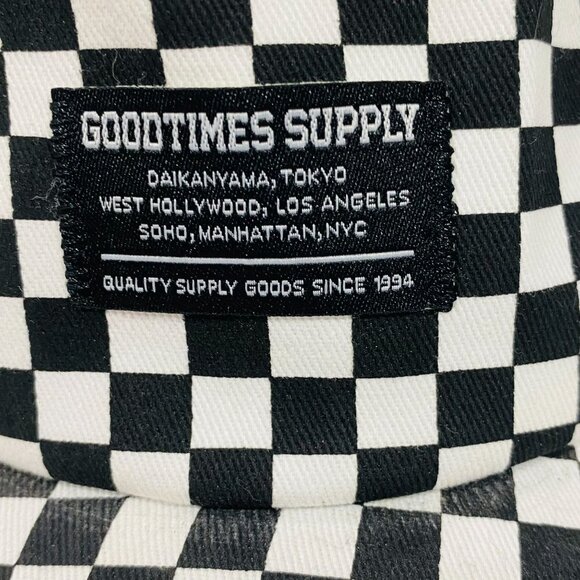 GOODTIMES SUPPLY
DAIKANYAMA, TOKYO
WEST HOLLYWOOD, LOS ANGELES
SOHO, MANHATTAN, NYC
QUALITY SUPPLY GOODS SINCE 1994